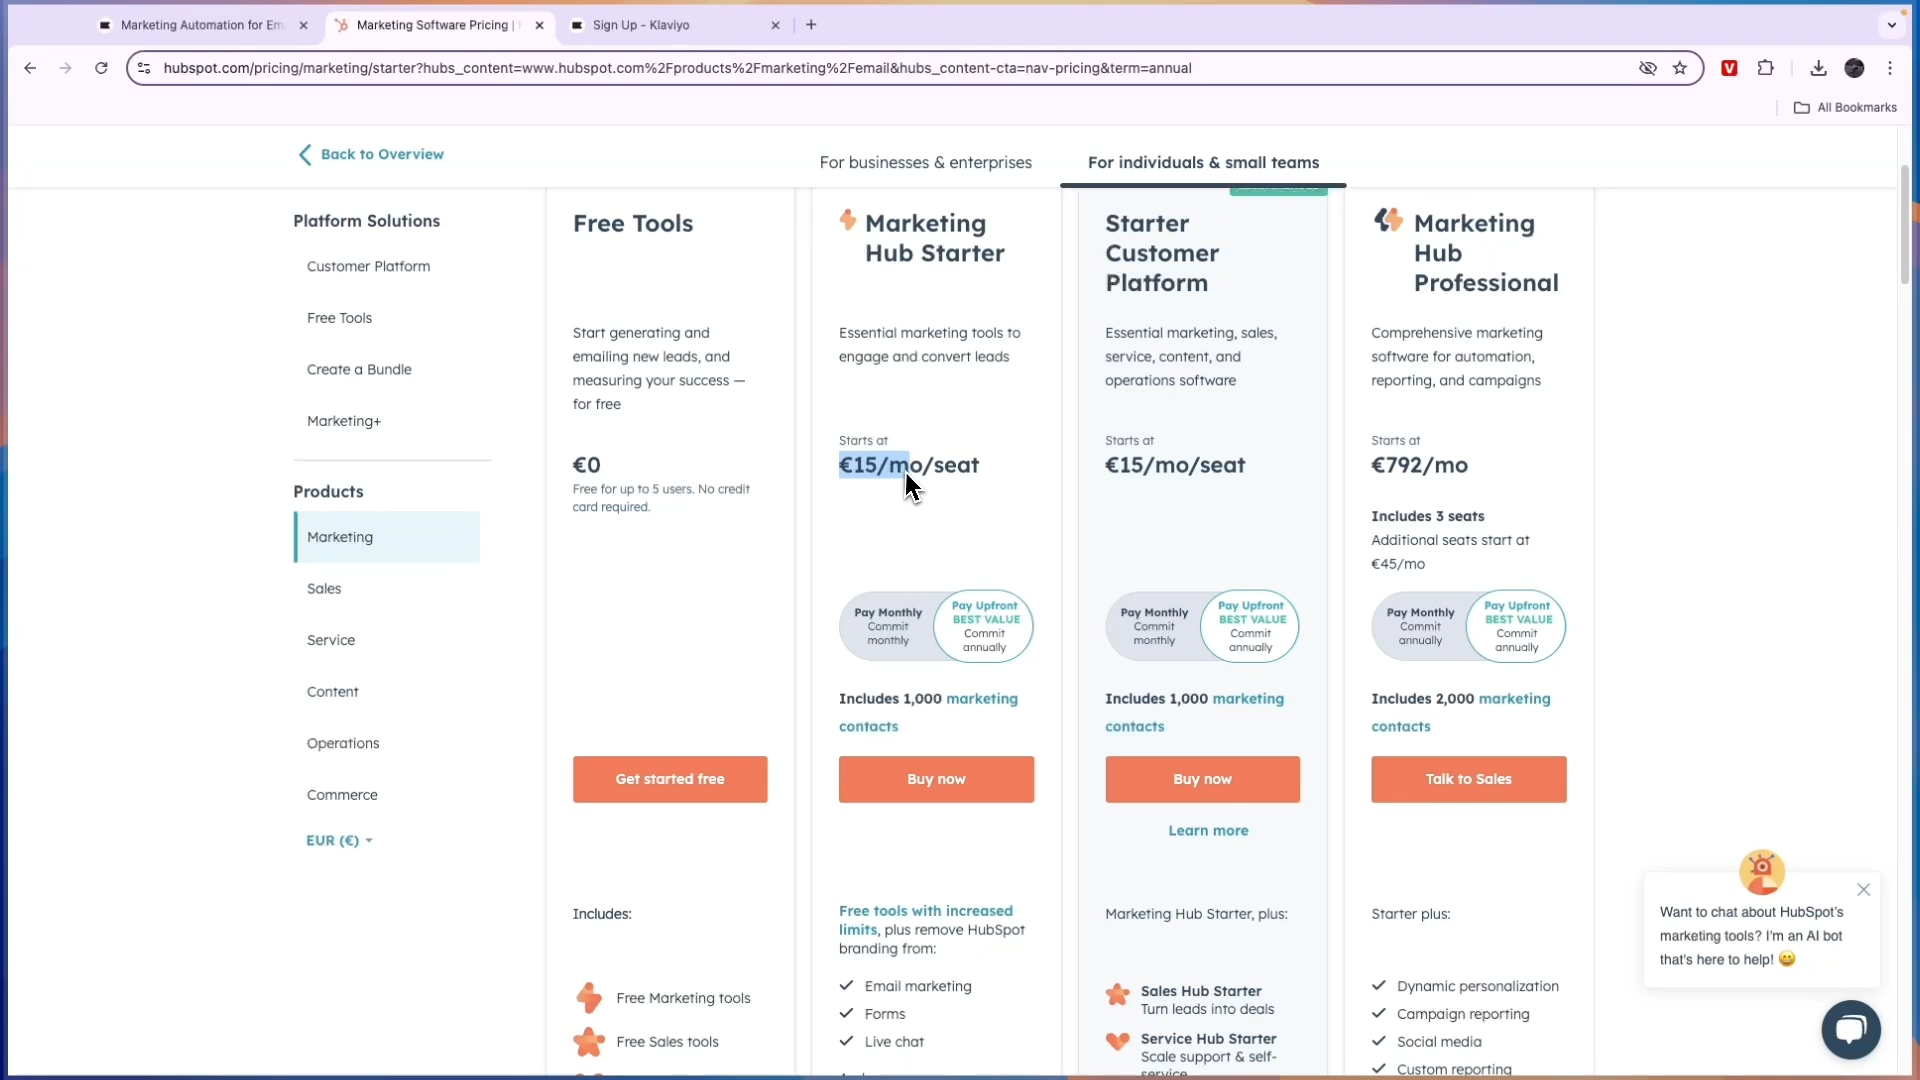 Marketing Automation for Em
Marketing Software Pricing |
Sign Up - Klaviyo
hubspot.com/pricing/marketing/starter?hubs_content=www.hubspot.com%2Fproducts%2Fmarketing%2Femail&hubs_content-cta=nav-pricing&term=annual
All Bookmarks
Back to Overview
For businesses & enterprises
For individuals & small teams
Platform Solutions
Customer Platform
Free Tools
Create a Bundle
Marketing+
Products
Marketing
Sales
Service
Content
Operations
Commerce
EUR (€)
Free Tools
Start generating and
emailing new leads, and
measuring your success —
for free
€0
Free for up to 5 users. No credit
card required.
Get started free
Includes:
Free Marketing tools
Free Sales tools
Marketing
Hub Starter
Essential marketing tools to
engage and convert leads
Starts at
€15/mo/seat
Pay Monthly
Commit
monthly
Pay Upfront
BEST VALUE
Commit
annually
Includes 1,000 marketing
contacts
Buy now
Free tools with increased
limits, plus remove HubSpot
branding from:
Email marketing
Forms
Live chat
Starter
Customer
Platform
Essential marketing, sales,
service, content, and
operations software
Starts at
€15/mo/seat
Pay Monthly
Commit
monthly
Pay Upfront
BEST VALUE
Commit
annually
Includes 1,000 marketing
contacts
Buy now
Learn more
Marketing Hub Starter, plus:
Sales Hub Starter
Turn leads into deals
Service Hub Starter
Scale support & self-
service
Marketing
Hub
Professional
Comprehensive marketing
software for automation,
reporting, and campaigns
Starts at
€792/mo
Includes 3 seats
Additional seats start at
€45/mo
Pay Monthly
Commit
annually
Pay Upfront
BEST VALUE
Commit
annually
Includes 2,000 marketing
contacts
Talk to Sales
Starter plus:
Dynamic personalization
Campaign reporting
Social media
Custom reporting
Want to chat about HubSpot's
marketing tools? I'm an AI bot
that's here to help! 😄